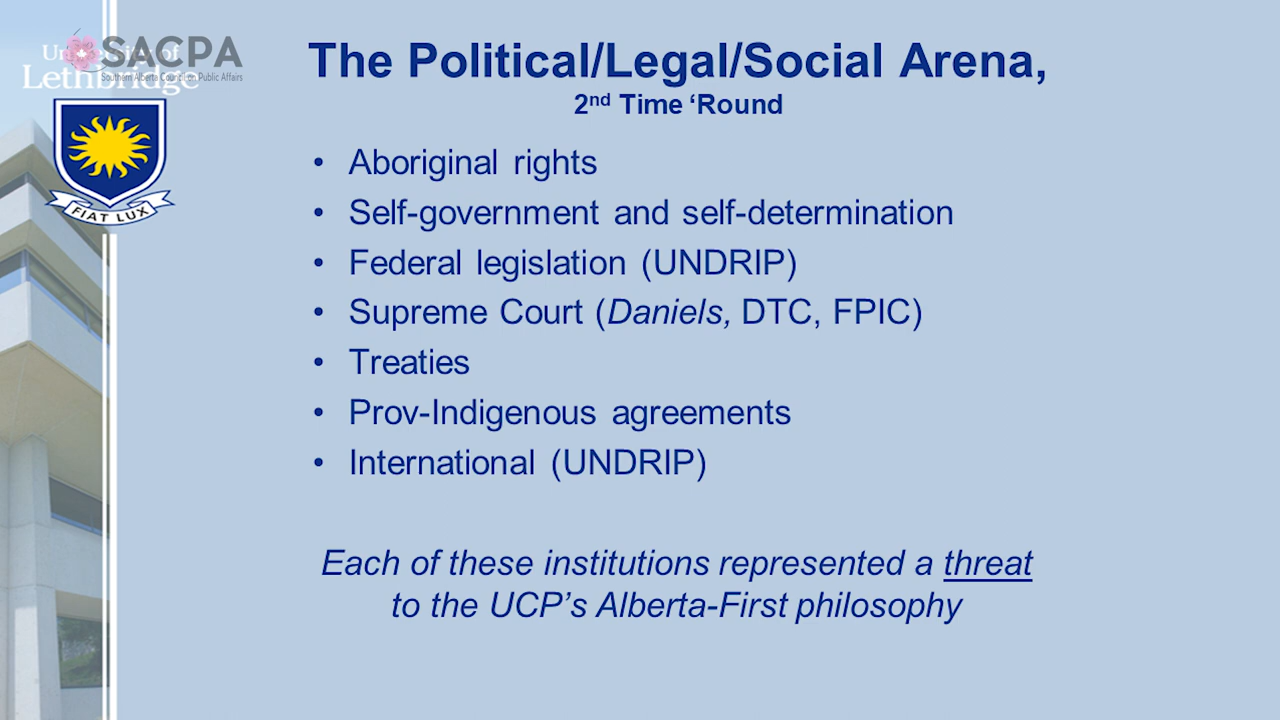 University of
Lethbridge
SACPA
Southern Alberta Council on Public Affairs
FIAT LUX
The Political/Legal/Social Arena,
2nd Time ‘Round
• Aboriginal rights
• Self-government and self-determination
• Federal legislation (UNDRIP)
• Supreme Court (Daniels, DTC, FPIC)
• Treaties
• Prov-Indigenous agreements
• International (UNDRIP)
Each of these institutions represented a threat
to the UCP’s Alberta-First philosophy